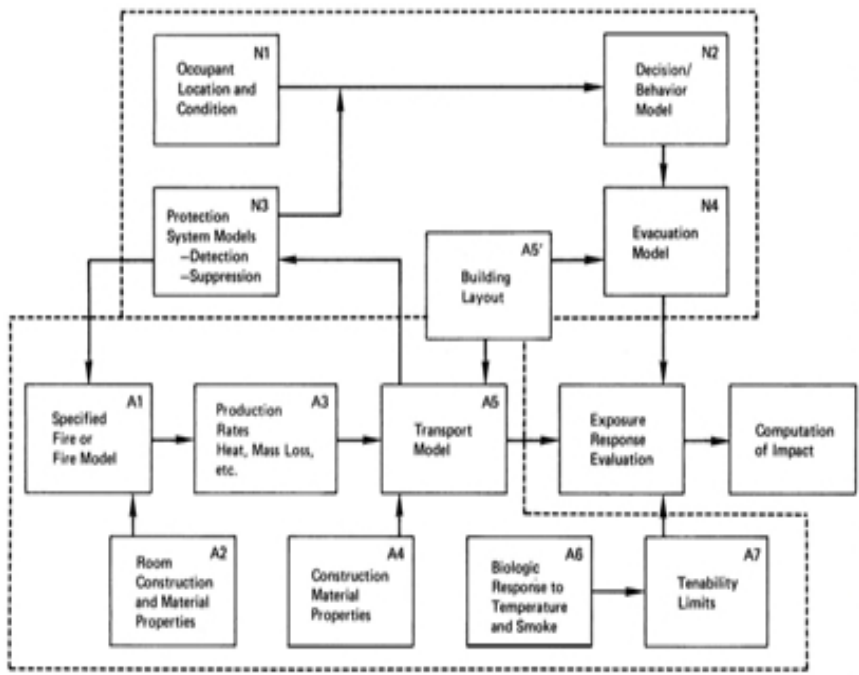 N1
Occupant
Location and
Condition
N2
Decision/
Behavior
Model
N3
Protection
System Models
–Detection
–Suppression
A5'
Building
Layout
N4
Evacuation
Model
A1
Specified
Fire or
Fire Model
A3
Production
Rates
Heat, Mass Loss,
etc.
A5
Transport
Model
Exposure
Response
Evaluation
Computation
of Impact
A2
Room
Construction
and Material
Properties
A4
Construction
Material
Properties
A6
Biologic
Response to
Temperature
and Smoke
A7
Tenability
Limits